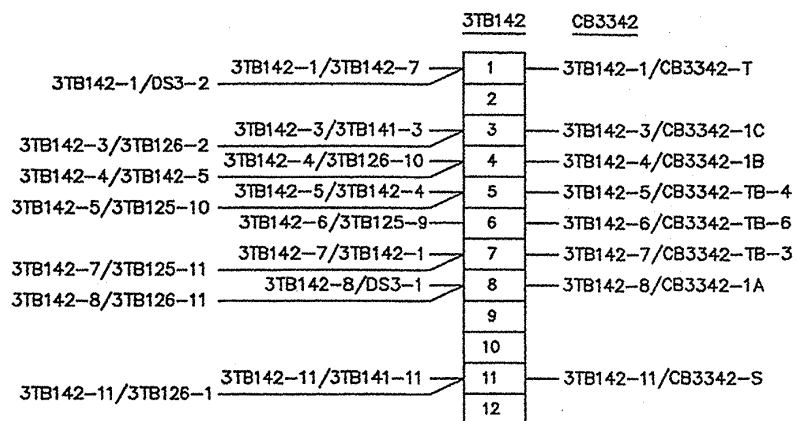 3TB142 CB3342
3TB142-1/3TB142-7 1 3TB142-1/CB3342-T
3TB142-1/DS3-2
2
3TB142-3/3TB141-3 3 3TB142-3/CB3342-1C
3TB142-3/3TB126-2
3TB142-4/3TB126-10 4 3TB142-4/CB3342-1B
3TB142-4/3TB142-5
3TB142-5/3TB142-4 5 3TB142-5/CB3342-TB-4
3TB142-5/3TB125-10
3TB142-6/3TB125-9 6 3TB142-6/CB3342-TB-6
3TB142-7/3TB142-1 7 3TB142-7/CB3342-TB-3
3TB142-7/3TB125-11
3TB142-8/DS3-1 8 3TB142-8/CB3342-1A
3TB142-8/3TB126-11
9
10
3TB142-11/3TB141-11 11 3TB142-11/CB3342-S
3TB142-11/3TB126-1
12